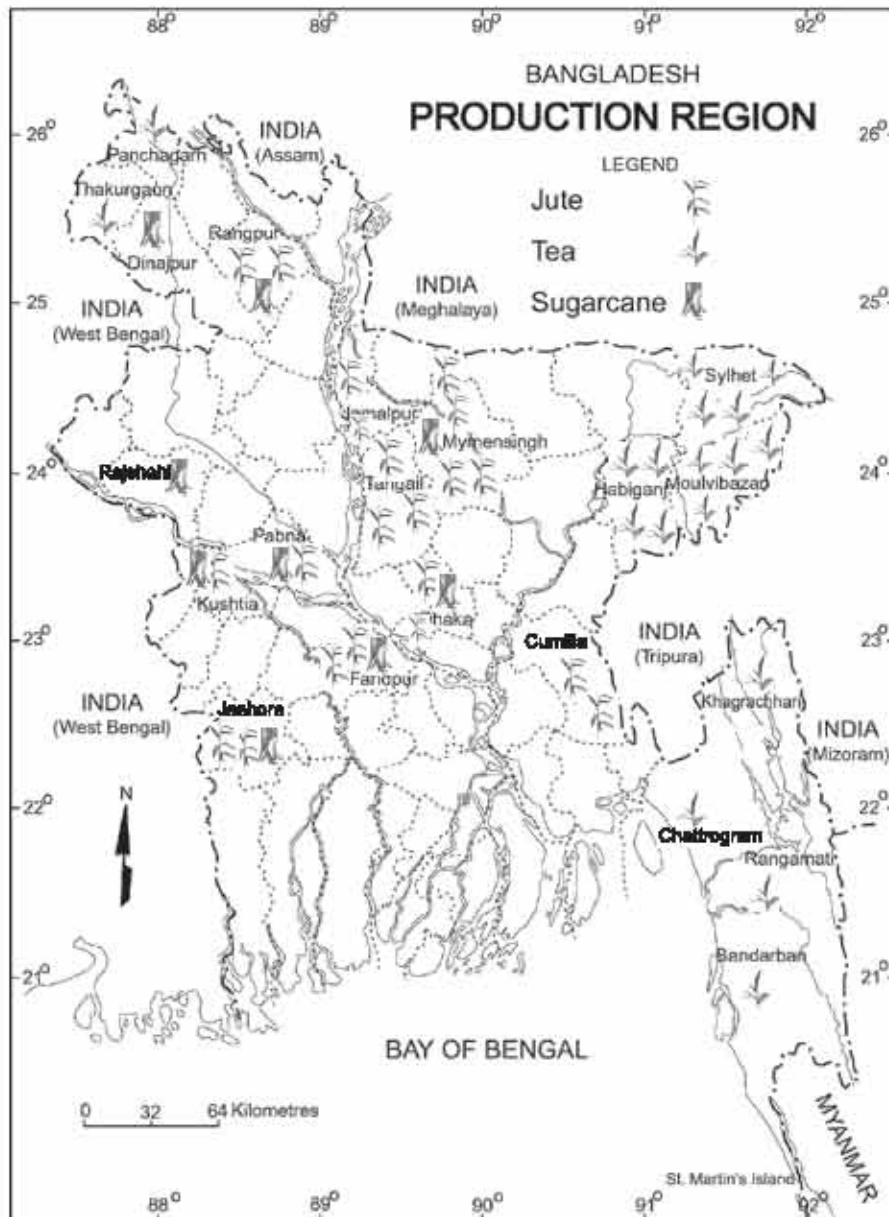 88° 89° 90° 91° 92°
BANGLADESH
PRODUCTION REGION
LEGEND
Jute
Tea
Sugarcane
26° 26°
INDIA
(Assam)
Panchagarh
Thakurgaon
Rangpur
Dinajpur
25° 25°
INDIA
(West Bengal)
INDIA
(Meghalaya)
Sylhet
Jamalpur
Mymensingh
24° 24°
Rajshahi
Tangail
Habiganj
Moulvibazar
Pabna
Kushtia
haka
23° 23°
Cumilla
INDIA
(Tripura)
Faridpur
Khagrachhari
INDIA
(West Bengal)
Jashore
INDIA
(Mizoram)
N
22° 22°
Chattrogram
Rangamati
Bandarban
21° 21°
BAY OF BENGAL
0 32 64 Kilometres
MYANMAR
St. Martin's Island
88° 89° 90° 91° 92°